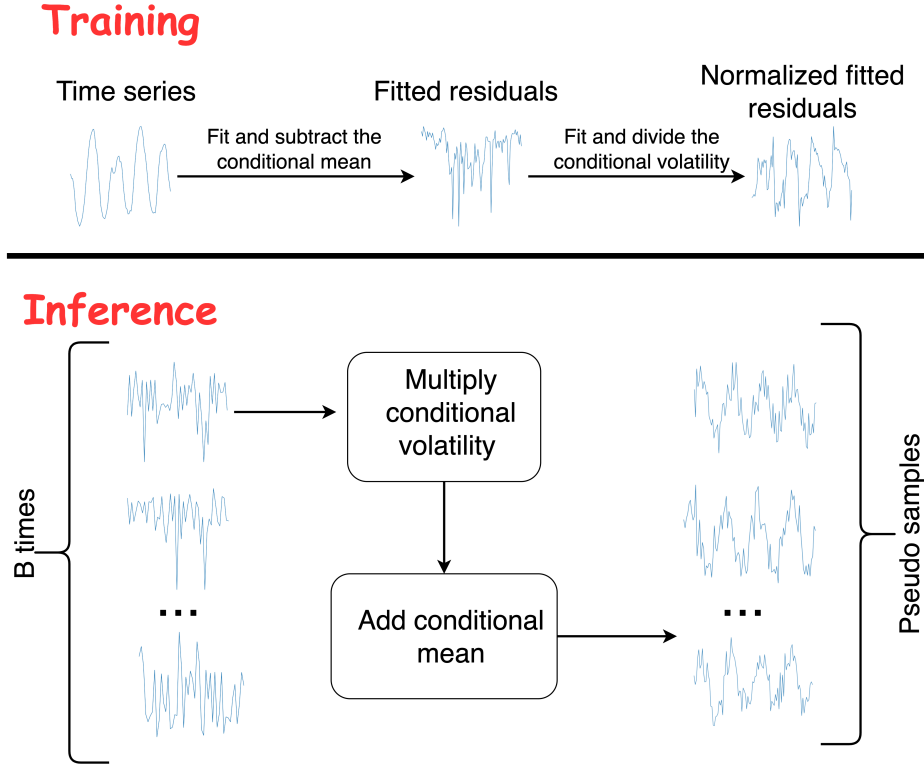 Training
Time series
Fit and subtract the
conditional mean
Fitted residuals
Fit and divide the
conditional volatility
Normalized fitted
residuals
Inference
B times
Multiply
conditional
volatility
Add conditional
mean
...
...
Pseudo samples